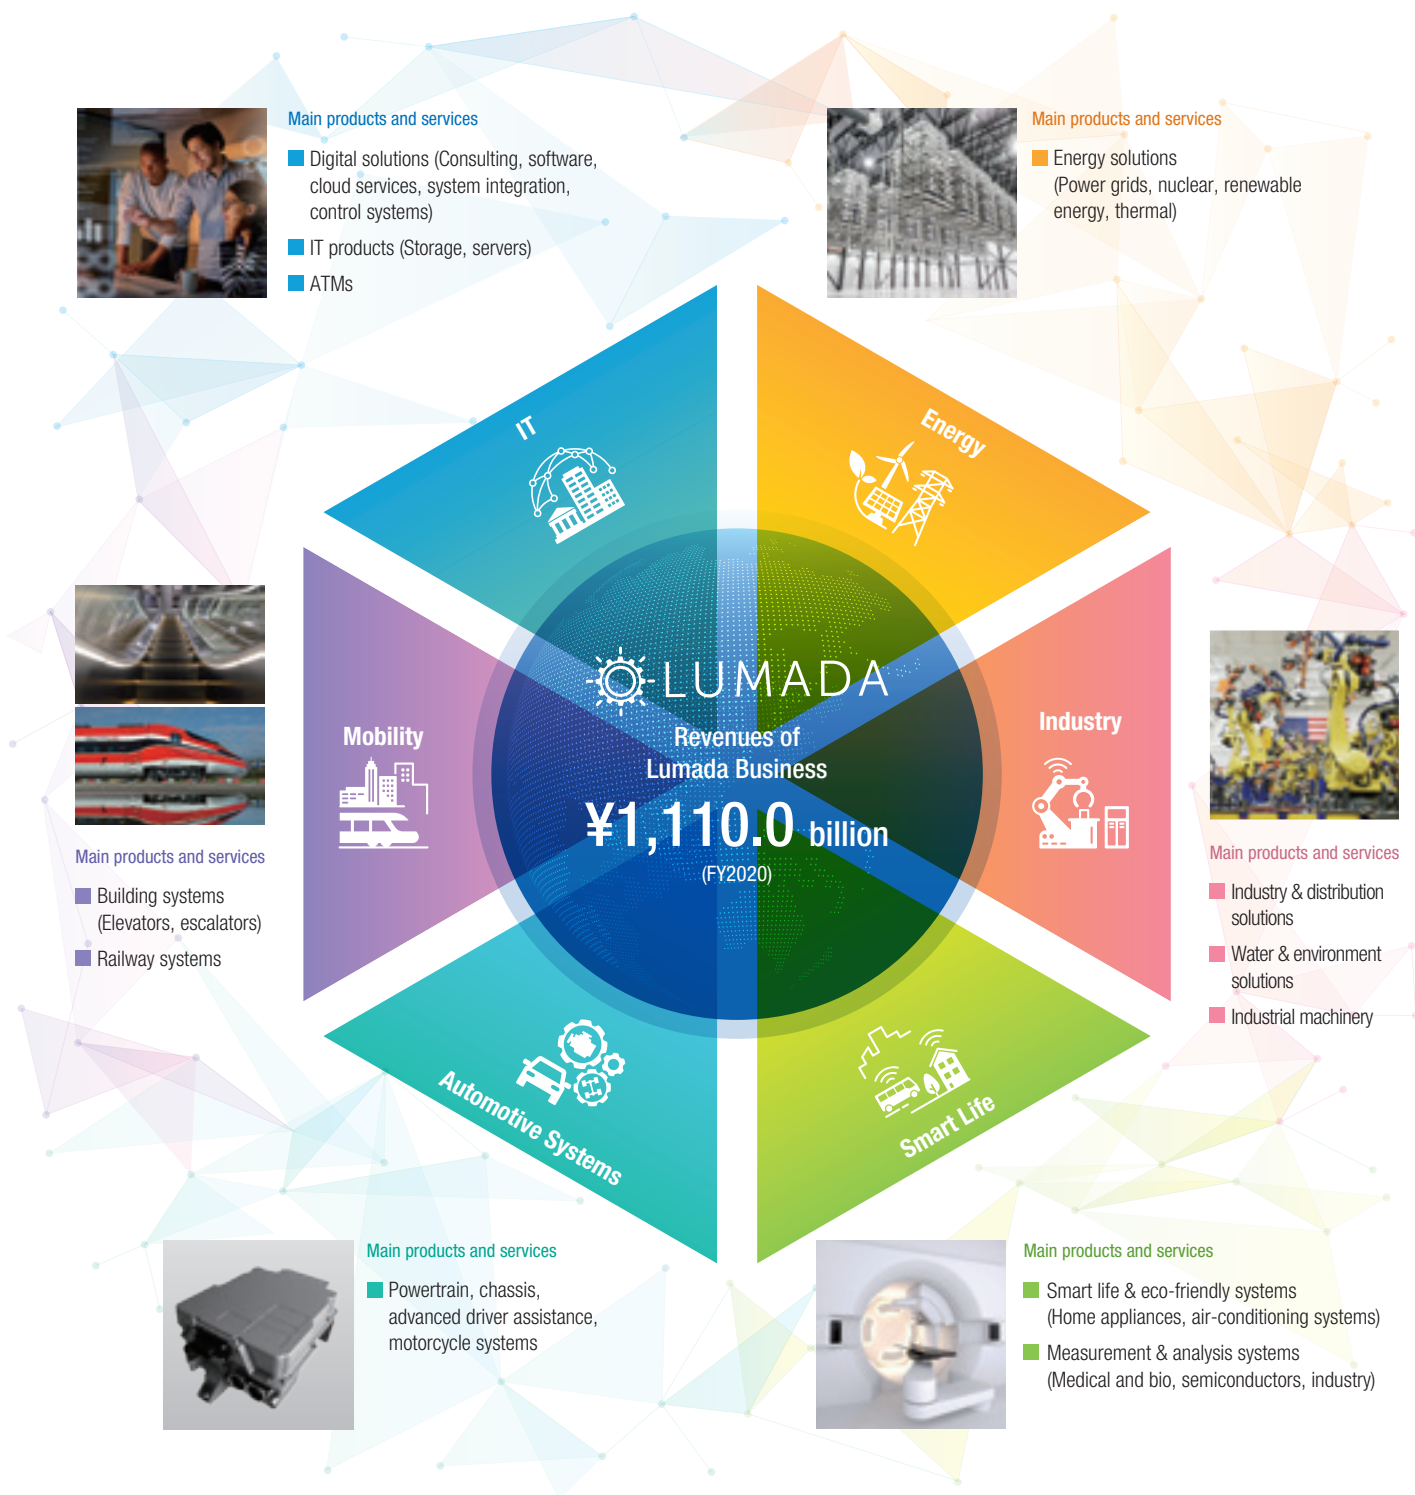 Main products and services
Digital solutions (Consulting, software,
cloud services, system integration,
control systems)
IT products (Storage, servers)
ATMs
Main products and services
Energy solutions
(Power grids, nuclear, renewable
energy, thermal)
IT
Energy
Mobility
Industry
LUMADA
Revenues of
Lumada Business
¥1,110.0 billion
(FY2020)
Main products and services
Building systems
(Elevators, escalators)
Railway systems
Main products and services
Industry & distribution
solutions
Water & environment
solutions
Industrial machinery
Automotive Systems
Smart Life
Main products and services
Powertrain, chassis,
advanced driver assistance,
motorcycle systems
Main products and services
Smart life & eco-friendly systems
(Home appliances, air-conditioning systems)
Measurement & analysis systems
(Medical and bio, semiconductors, industry)